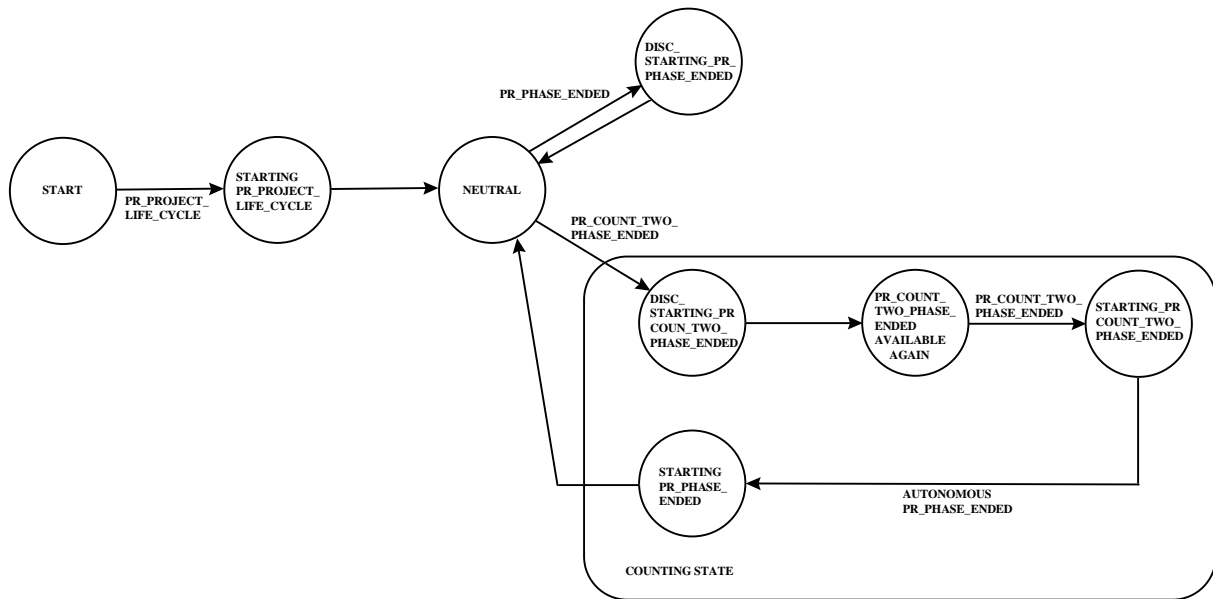 DISC_
STARTING_PR_
PHASE_ENDED
PR_PHASE_ENDED
START
PR_PROJECT_
LIFE_CYCLE
STARTING
PR_PROJECT_
LIFE_CYCLE
NEUTRAL
PR_COUNT_TWO_
PHASE_ENDED
DISC_
STARTING_PR
COUN_TWO_
PHASE_ENDED
PR_COUNT_
TWO_PHASE_
ENDED
AVAILABLE
AGAIN
PR_COUNT_TWO_
PHASE_ENDED
STARTING_PR
COUNT_TWO_
PHASE_ENDED
STARTING
PR_PHASE_
ENDED
AUTONOMOUS
PR_PHASE_ENDED
COUNTING STATE